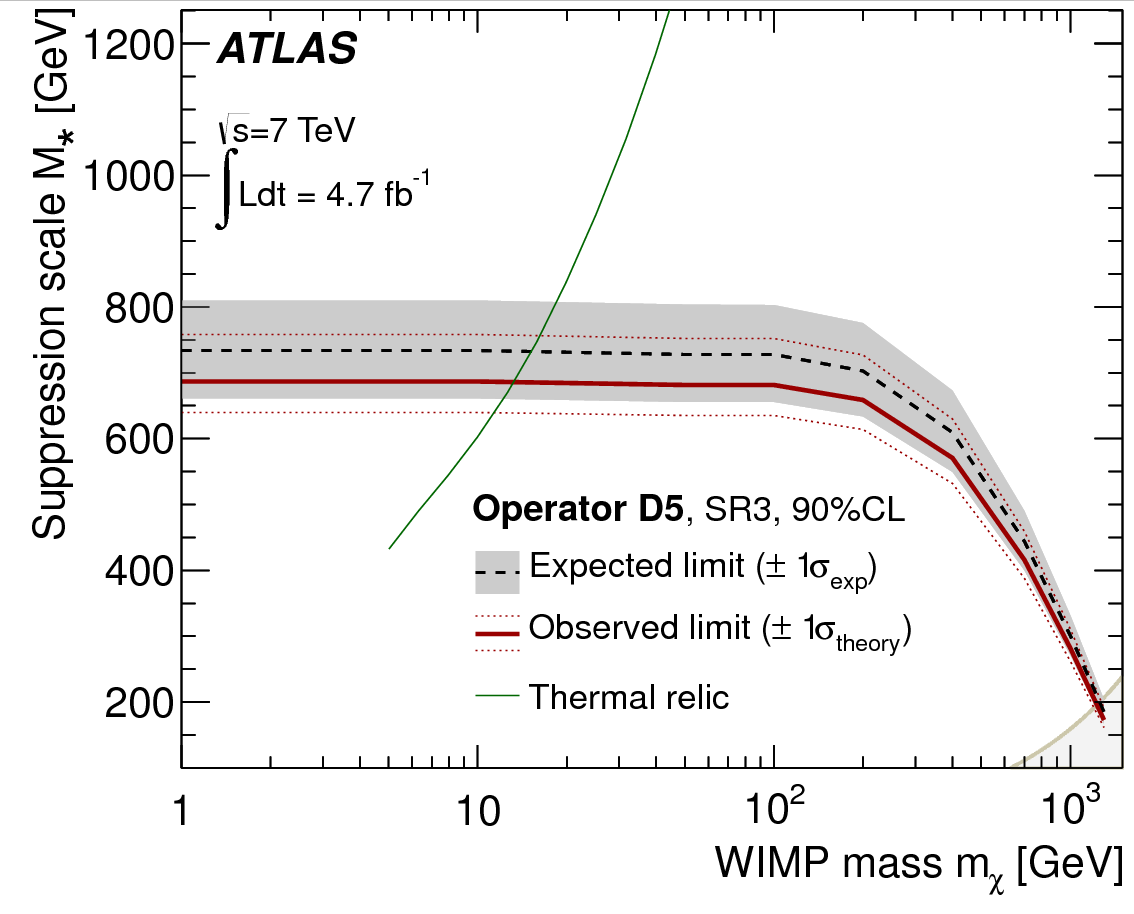 Suppression scale M★ [GeV]
1200
1000
800
600
400
200
ATLAS
√s=7 TeV
∫Ldt = 4.7 fb⁻¹
Operator D5, SR3, 90%CL
Expected limit (± 1σexp)
Observed limit (± 1σtheory)
Thermal relic
1 10 10² 10³
WIMP mass mχ [GeV]